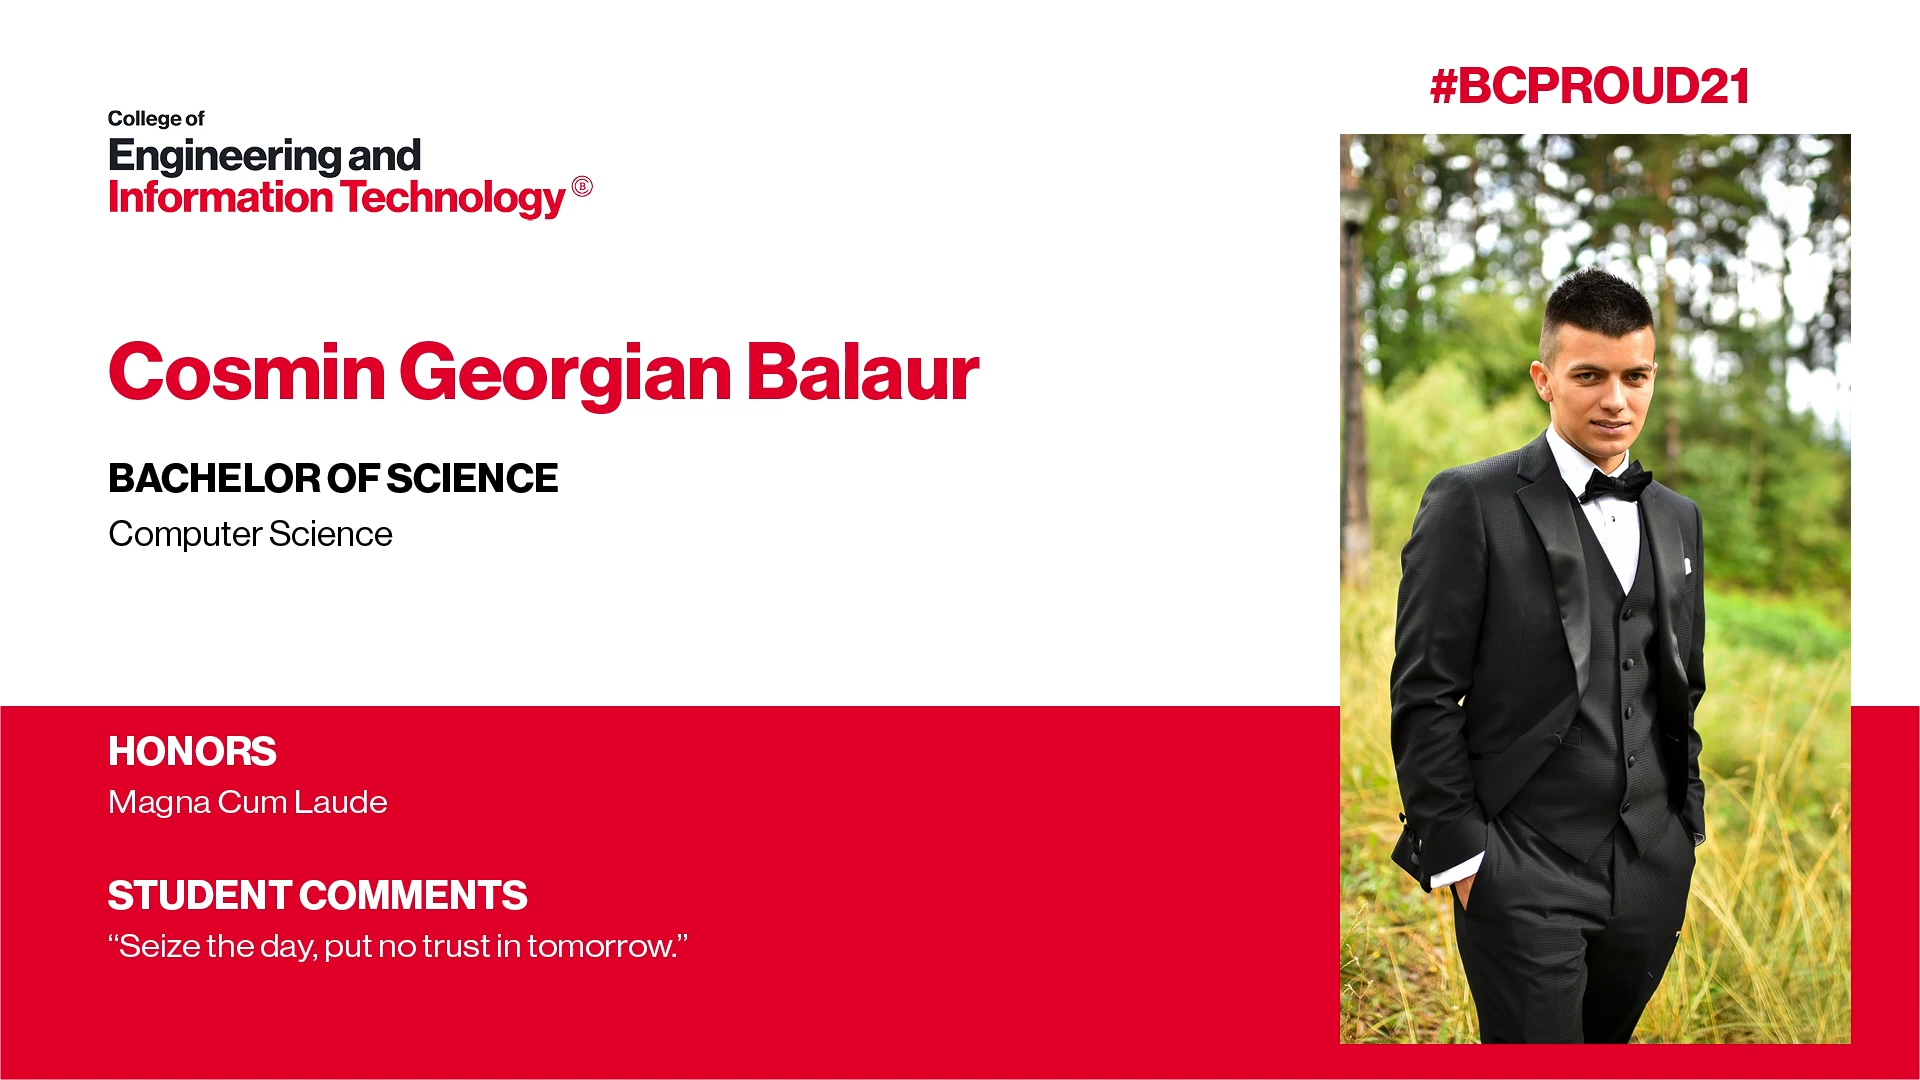 #BCPROUD21
College of
Engineering and
Information Technology Ⓑ
Cosmin Georgian Balaur
BACHELOR OF SCIENCE
Computer Science
HONORS
Magna Cum Laude
STUDENT COMMENTS
“Seize the day, put no trust in tomorrow.”